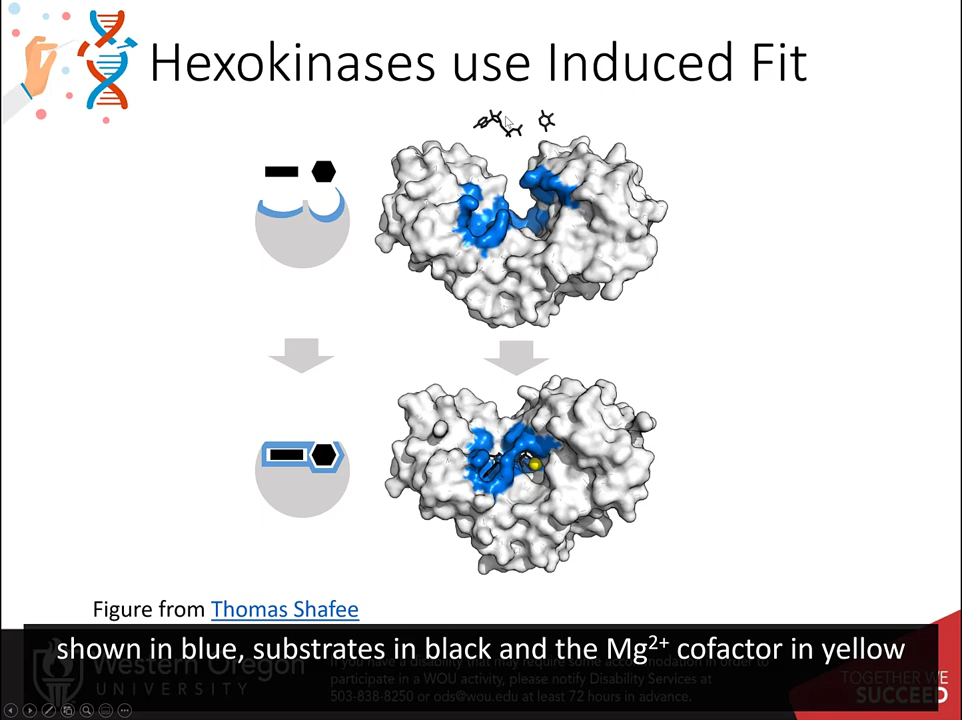 Hexokinases use Induced Fit
Figure from Thomas Shafee
shown in blue, substrates in black and the Mg2+ cofactor in yellow
Western Oregon
UNIVERSITY
If you have a disability that may require some accommodation in order to
participate in a WOU activity, please notify Disability Services at
503-838-8250 or ods@wou.edu at least 72 hours in advance.
TOGETHER WE
SUCCEED